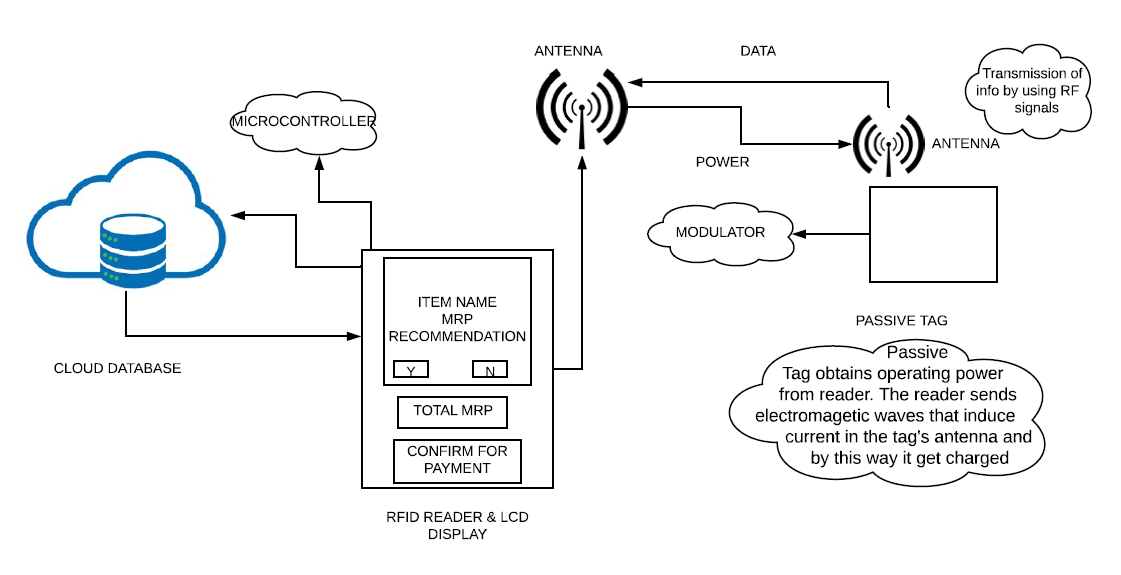 ANTENNA
DATA
Transmission of
info by using RF
signals
MICROCONTROLLER
ANTENNA
POWER
MODULATOR
ITEM NAME
MRP
RECOMMENDATION
Y
N
PASSIVE TAG
CLOUD DATABASE
Passive
Tag obtains operating power
from reader. The reader sends
electromagetic waves that induce
current in the tag's antenna and
by this way it get charged
TOTAL MRP
CONFIRM FOR
PAYMENT
RFID READER & LCD
DISPLAY